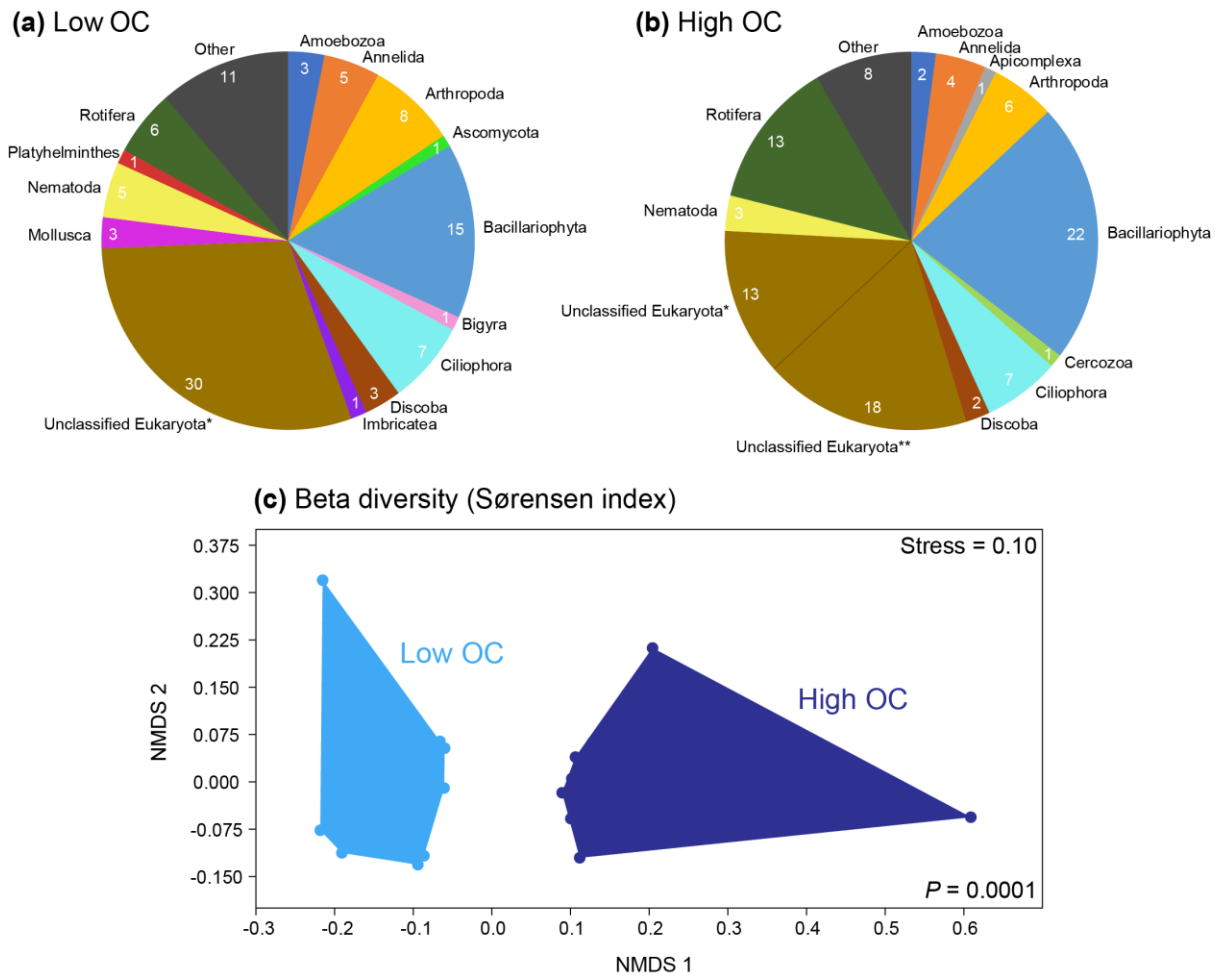 (a) Low OC
Amoebozoa
3
Annelida
5
Arthropoda
8
Ascomycota
1
Bacillariophyta
15
Bigyra
1
Ciliophora
7
Discoba
3
Imbricatea
1
Unclassified Eukaryota*
30
Mollusca
3
Nematoda
5
Platyhelminthes
1
Rotifera
6
Other
11
(b) High OC
Amoebozoa
2
Annelida
4
Apicomplexa
1
Arthropoda
6
Bacillariophyta
22
Cercozoa
1
Ciliophora
7
Discoba
2
Unclassified Eukaryota**
18
Unclassified Eukaryota*
13
Nematoda
3
Rotifera
13
Other
8
(c) Beta diversity (Sørensen index)
Stress = 0.10
Low OC
High OC
P = 0.0001
NMDS 2
0.375
0.300
0.225
0.150
0.075
0.000
-0.075
-0.150
-0.3 -0.2 -0.1 0.0 0.1 0.2 0.3 0.4 0.5 0.6
NMDS 1